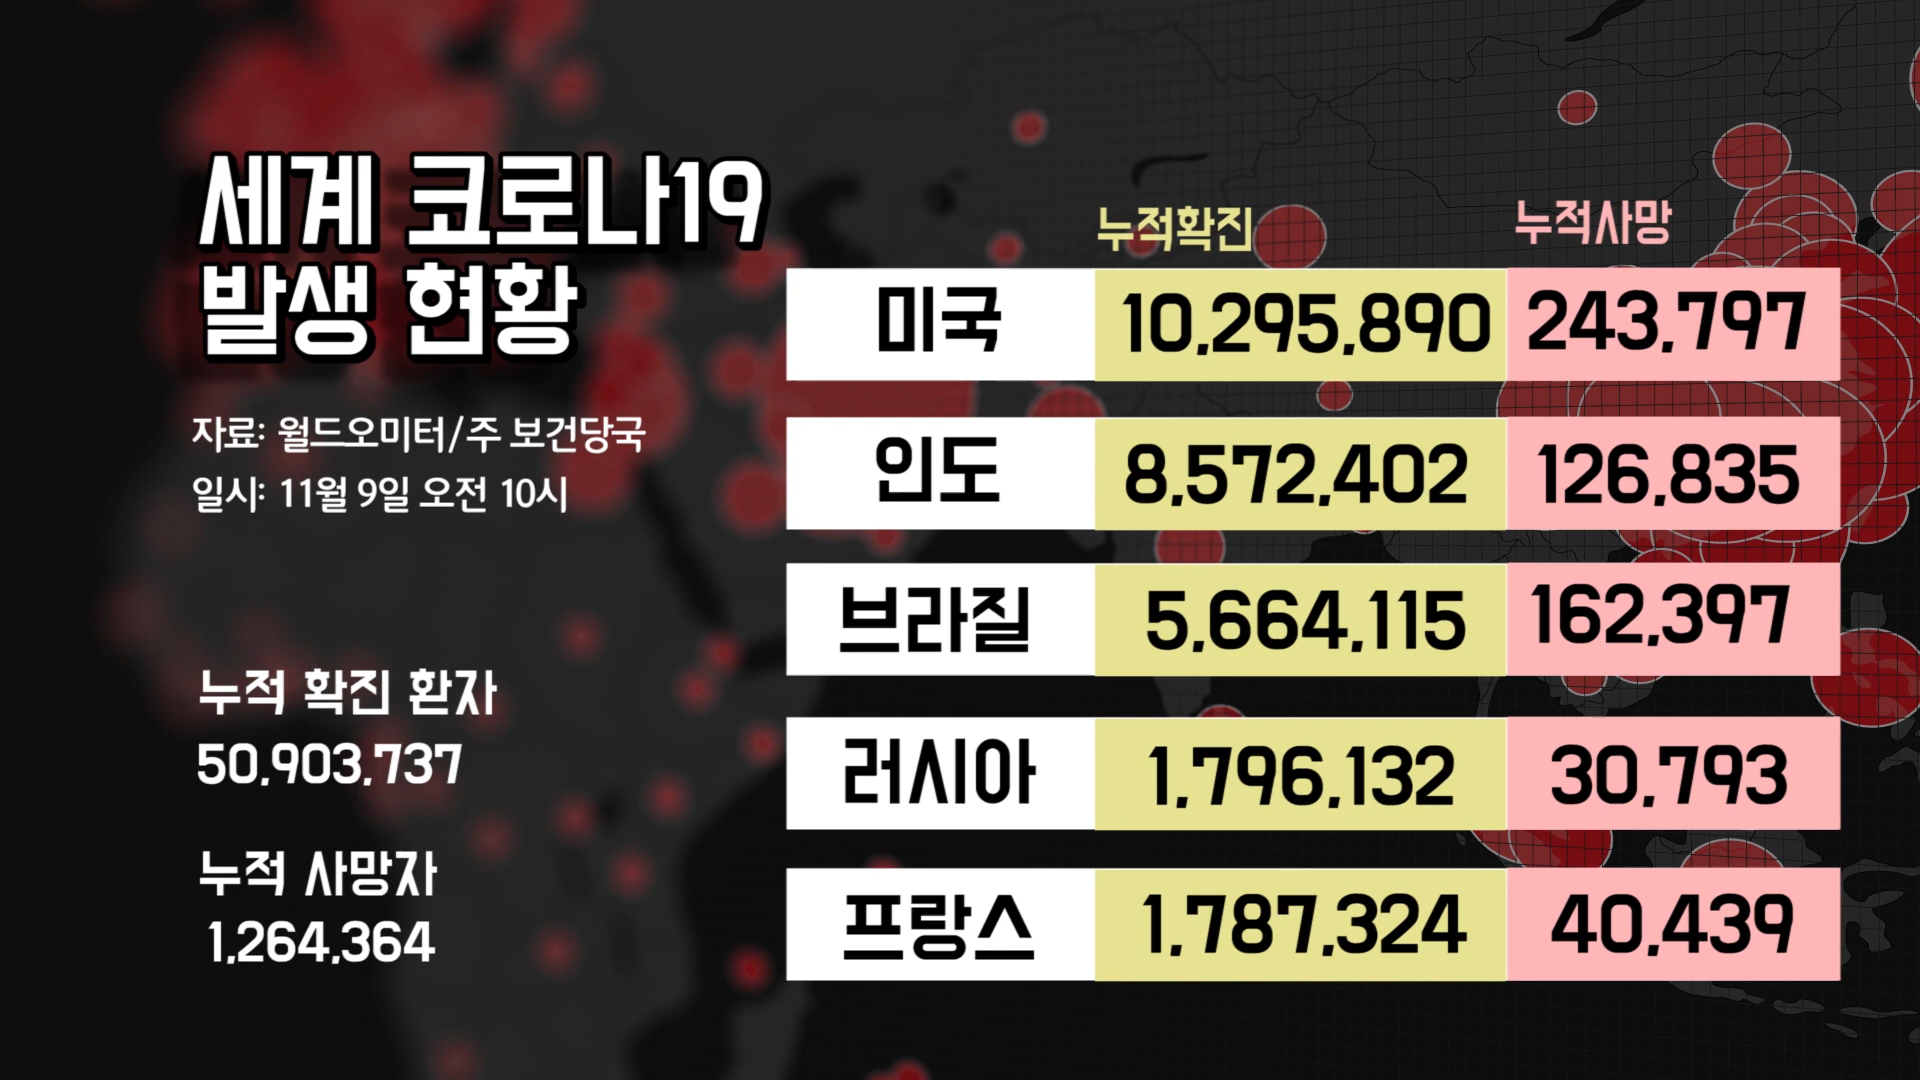 세계 코로나19
발생 현황
자료: 월드오미터/주 보건당국
일시: 11월 9일 오전 10시
누적 확진 환자
50,903,737
누적 사망자
1,264,364
누적확진 누적사망
미국 10,295,890 243,797
인도 8,572,402 126,835
브라질 5,664,115 162,397
러시아 1,796,132 30,793
프랑스 1,787,324 40,439